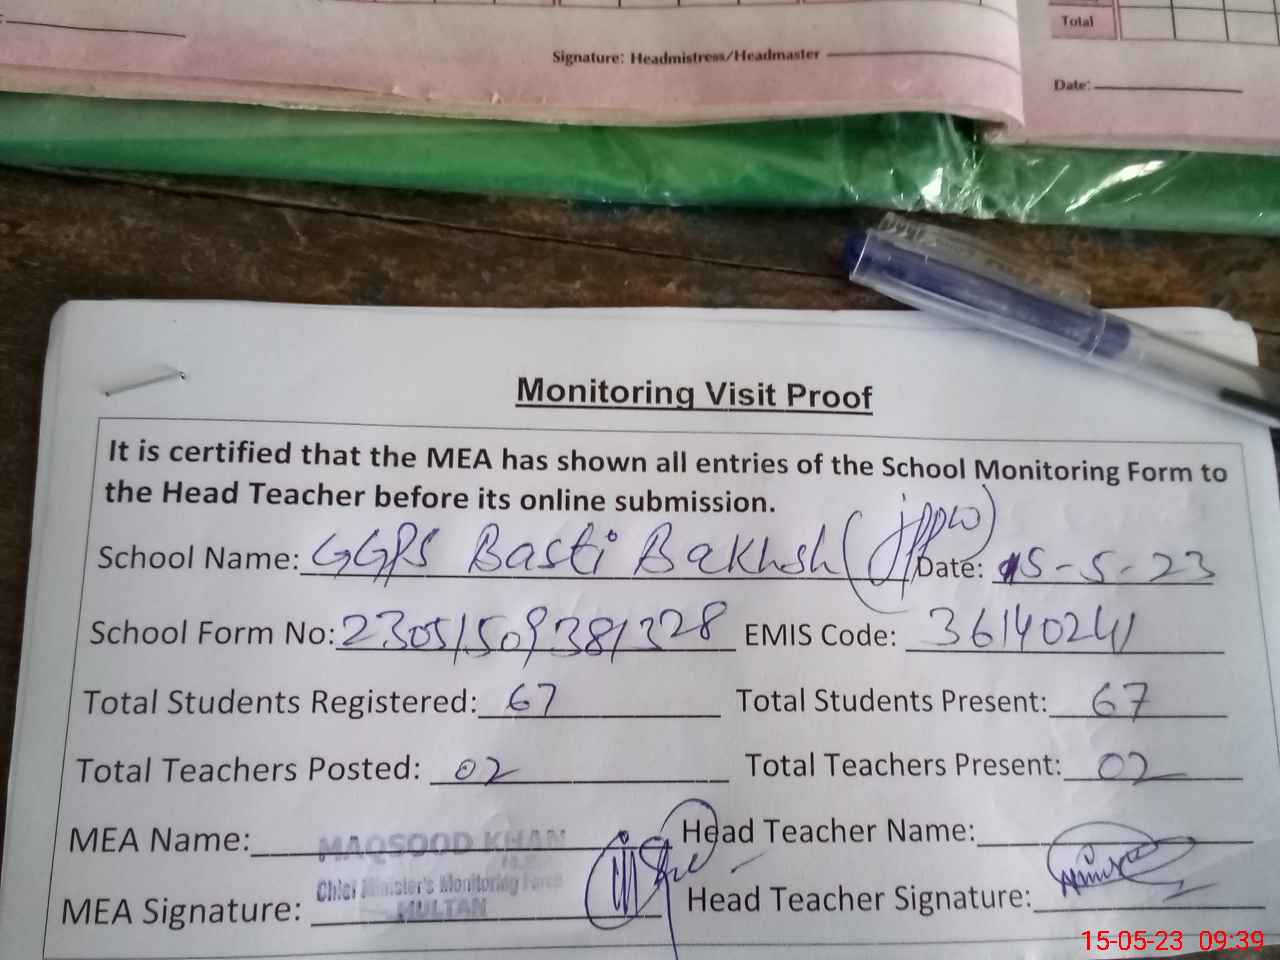 Total
Signature: Headmistress/Headmaster
Date:
Monitoring Visit Proof
It is certified that the MEA has shown all entries of the School Monitoring Form to
the Head Teacher before its online submission.
School Name: GGPS Basti Bakhsh ( Date: 15-5-23
School Form No: EMIS Code: 36140241
Total Students Registered: 67 Total Students Present: 67
Total Teachers Posted: 02 Total Teachers Present: 02
MEA Name: MAQSOOD KHAN Head Teacher Name:
Chief Minister's Monitoring Force
MULTAN
MEA Signature: Head Teacher Signature:
15-05-23 09:39